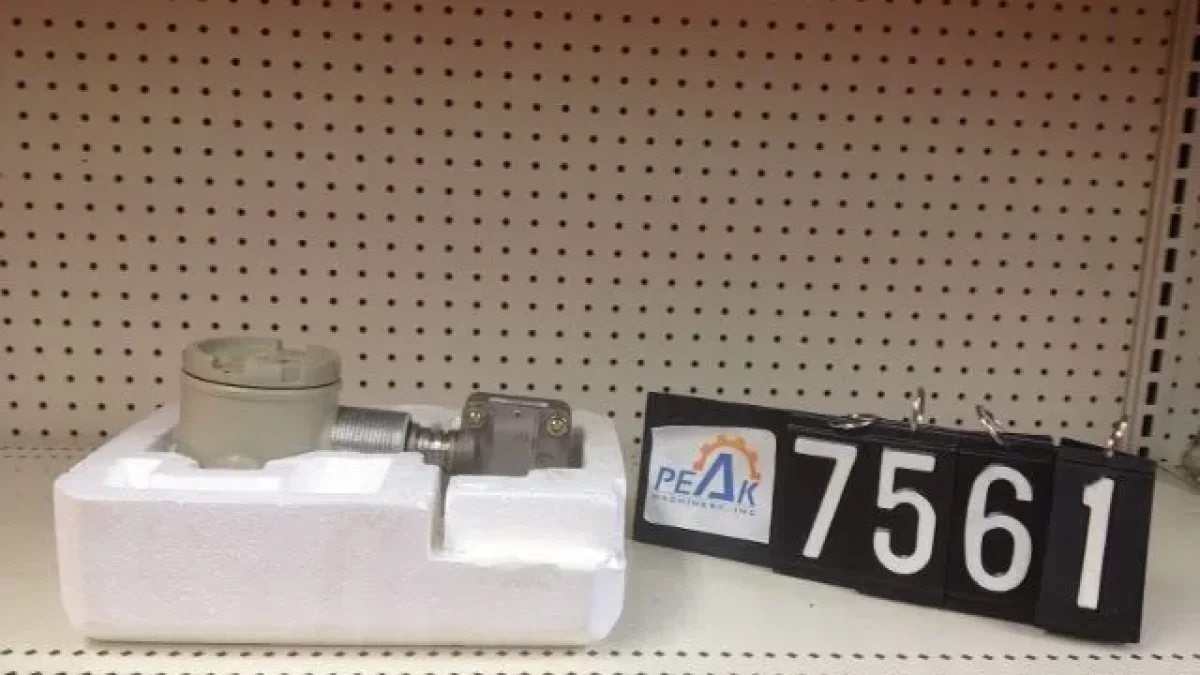 PEAK
MACHINERY, INC
7561